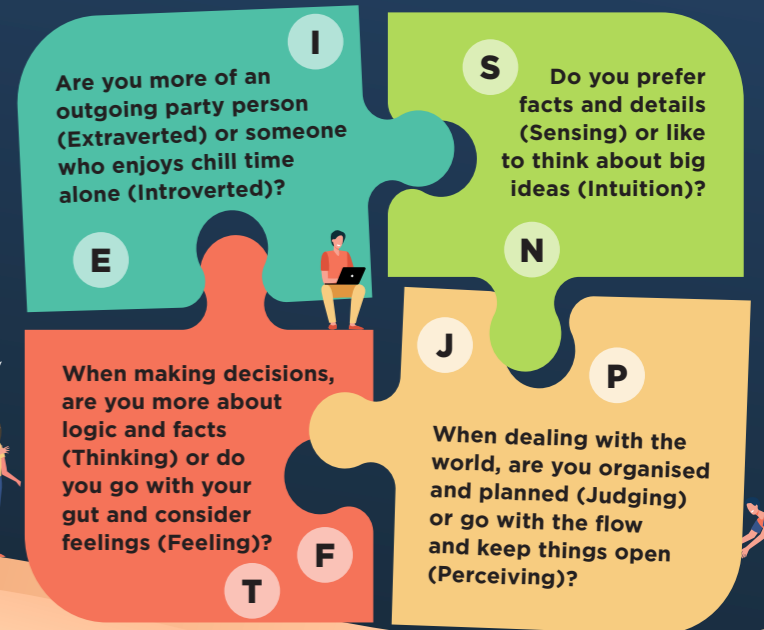 I
Are you more of an
outgoing party person
(Extraverted) or someone
who enjoys chill time
alone (Introverted)?
E
S
Do you prefer
facts and details
(Sensing) or like
to think about big
ideas (Intuition)?
N
When making decisions,
are you more about
logic and facts
(Thinking) or do
you go with your
gut and consider
feelings (Feeling)?
F
T
J
P
When dealing with the
world, are you organised
and planned (Judging)
or go with the flow
and keep things open
(Perceiving)?